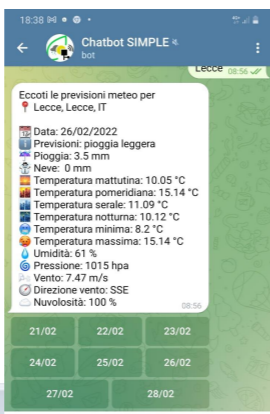 18:38
Chatbot SIMPLE
bot
Lecce 08:56
Eccoti le previsioni meteo per
📍 Lecce, Lecce, IT
📅 Data: 26/02/2022
ℹ️ Previsioni: pioggia leggera
🌧 Pioggia: 3.5 mm
☃️ Neve: 0 mm
🌅 Temperatura mattutina: 10.05 °C
🏙 Temperatura pomeridiana: 15.14 °C
🌆 Temperatura serale: 11.09 °C
🌃 Temperatura notturna: 10.12 °C
🥶 Temperatura minima: 8.2 °C
🥵 Temperatura massima: 15.14 °C
💧 Umidità: 61 %
🌀 Pressione: 1015 hpa
🌬 Vento: 7.47 m/s
🧭 Direzione vento: SSE
☁️ Nuvolosità: 100 %
08:56
21/02 22/02 23/02
24/02 25/02 26/02
27/02 28/02